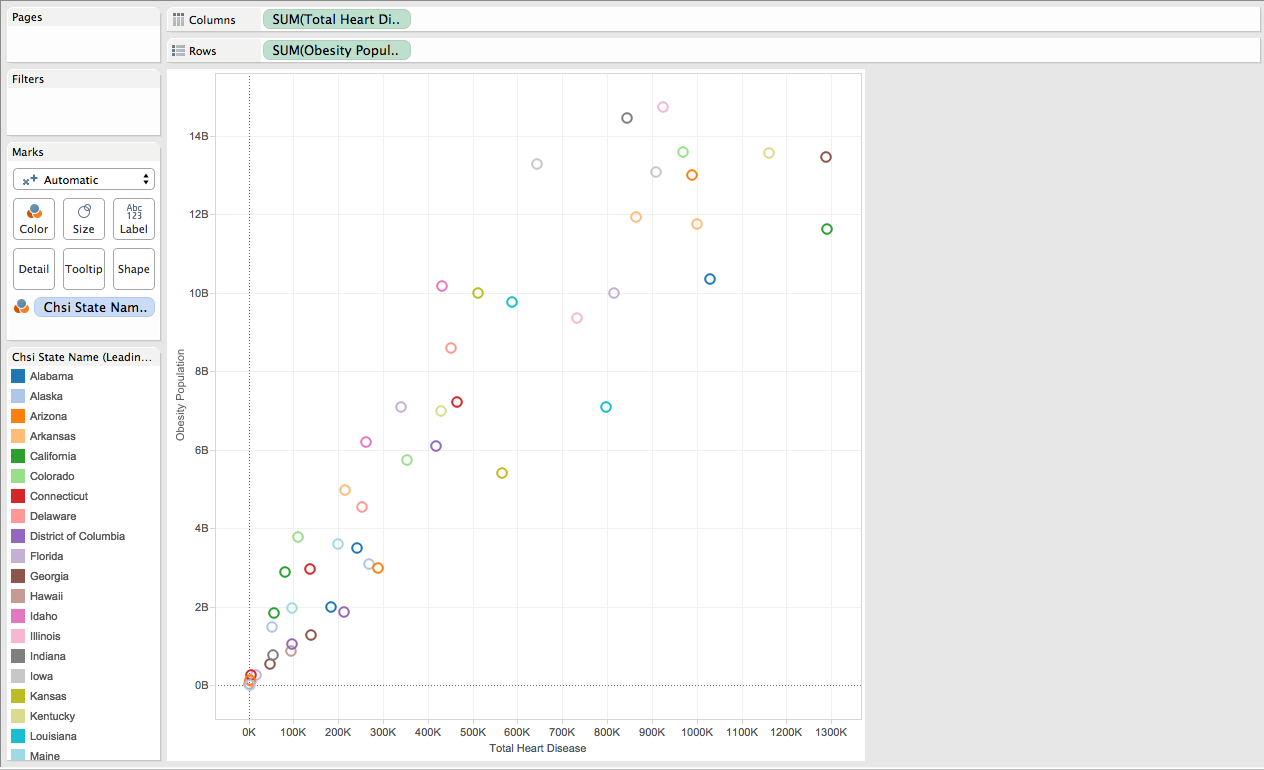 Pages
Columns SUM(Total Heart Di..
Rows SUM(Obesity Popul..
Filters
Marks
Automatic
Color Size Abc 123 Label
Detail Tooltip Shape
Chsi State Nam..
Chsi State Name (Leadin...
Alabama
Alaska
Arizona
Arkansas
California
Colorado
Connecticut
Delaware
District of Columbia
Florida
Georgia
Hawaii
Idaho
Illinois
Indiana
Iowa
Kansas
Kentucky
Louisiana
Maine
Obesity Population
14B
12B
10B
8B
6B
4B
2B
0B
0K 100K 200K 300K 400K 500K 600K 700K 800K 900K 1000K 1100K 1200K 1300K
Total Heart Disease